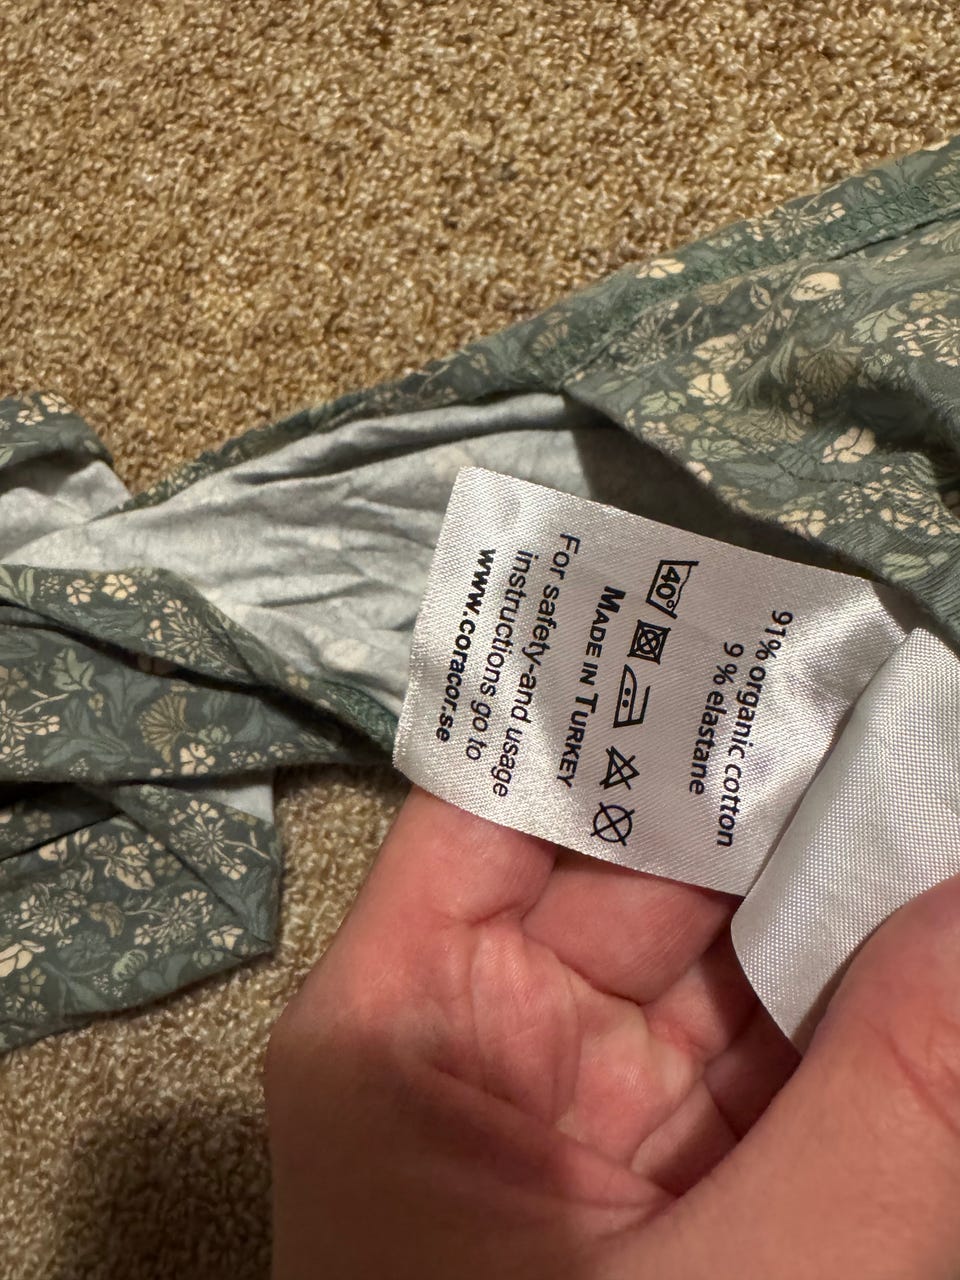 91% organic cotton
9 % elastane
40°
MADE IN TURKEY
For safety-and usage
instructions go to
www.coracor.se